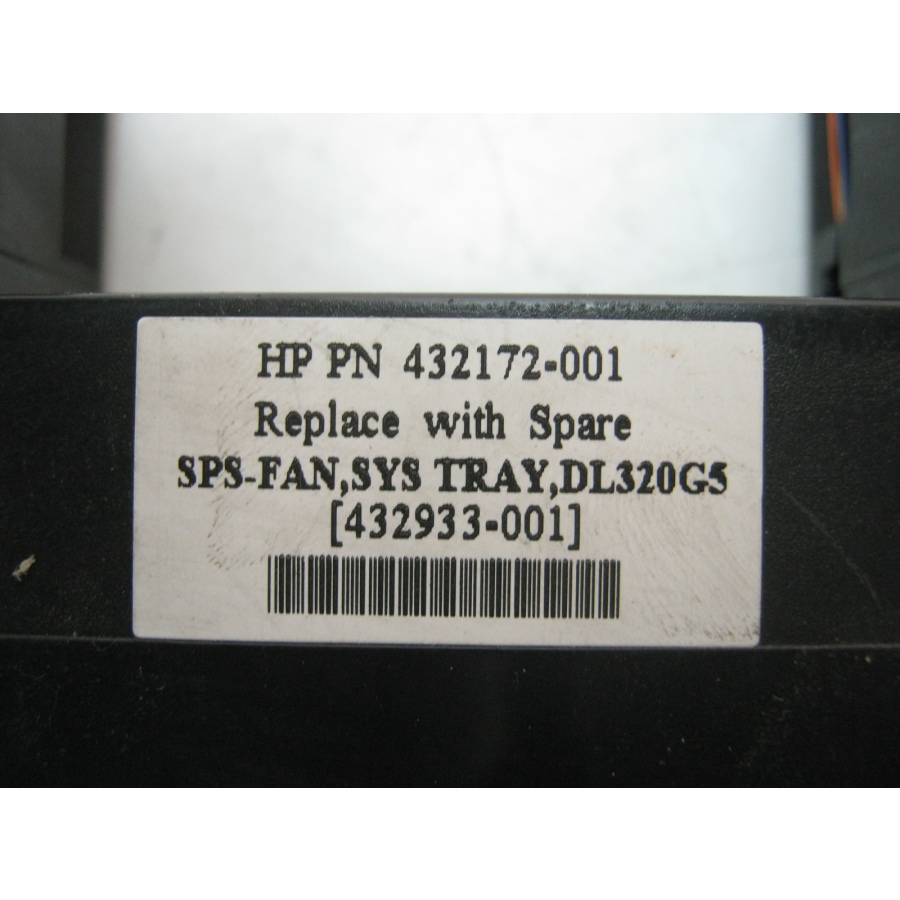 HP PN 432172-001
Replace with Spare
SPS-FAN,SYS TRAY,DL320G5
[432933-001]